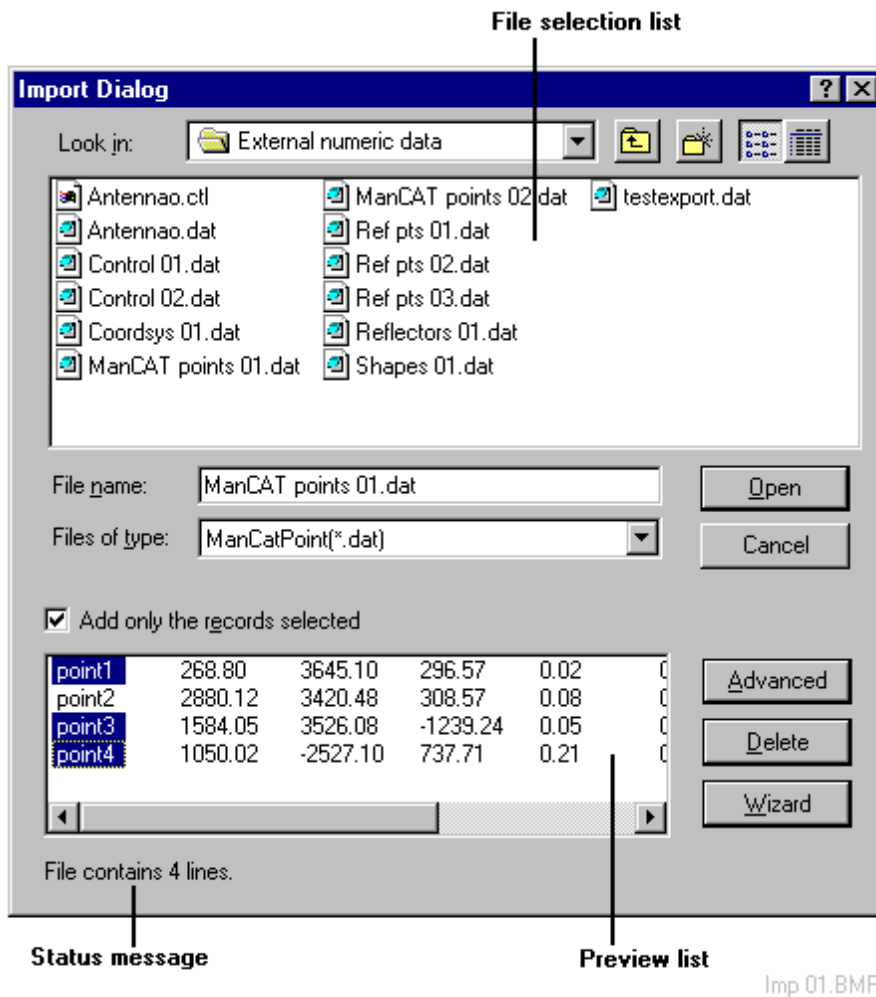 File selection list
Import Dialog
Look in: External numeric data
Antennao.ctl ManCAT points 02.dat testexport.dat
Antennao.dat Ref pts 01.dat
Control 01.dat Ref pts 02.dat
Control 02.dat Ref pts 03.dat
Coordsys 01.dat Reflectors 01.dat
ManCAT points 01.dat Shapes 01.dat
File name: ManCAT points 01.dat Open
Files of type: ManCatPoint(*.dat) Cancel
Add only the records selected
point1 268.80 3645.10 296.57 0.02
point2 2880.12 3420.48 308.57 0.08
point3 1584.05 3526.08 -1239.24 0.05
point4 1050.02 -2527.10 737.71 0.21
Advanced
Delete
Wizard
File contains 4 lines.
Status message Preview list
Imp 01.BMP